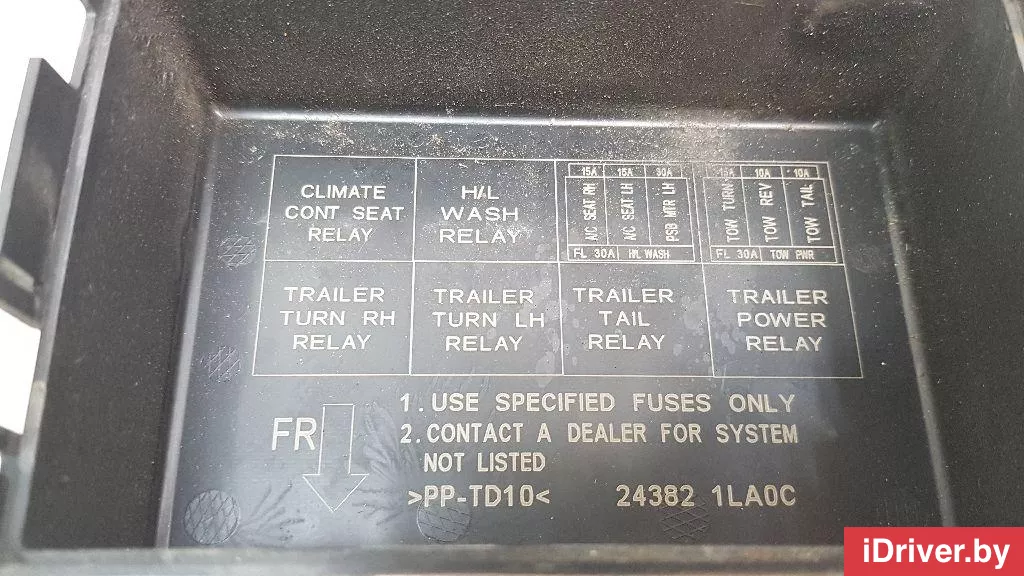 CLIMATE
CONT SEAT
RELAY
H/L
WASH
RELAY
15A 15A 30A
A/C SEAT RH
A/C SEAT LH
PSB MTR LH
FL 30A H/L WASH
15A 10A 10A
TOW TURN
TOW REV
TOW TAIL
FL 30A TOW PWR
TRAILER
TURN RH
RELAY
TRAILER
TURN LH
RELAY
TRAILER
TAIL
RELAY
TRAILER
POWER
RELAY
FR
1. USE SPECIFIED FUSES ONLY
2. CONTACT A DEALER FOR SYSTEM
NOT LISTED
>PP-TD10< 24382 1LA0C
iDriver.by